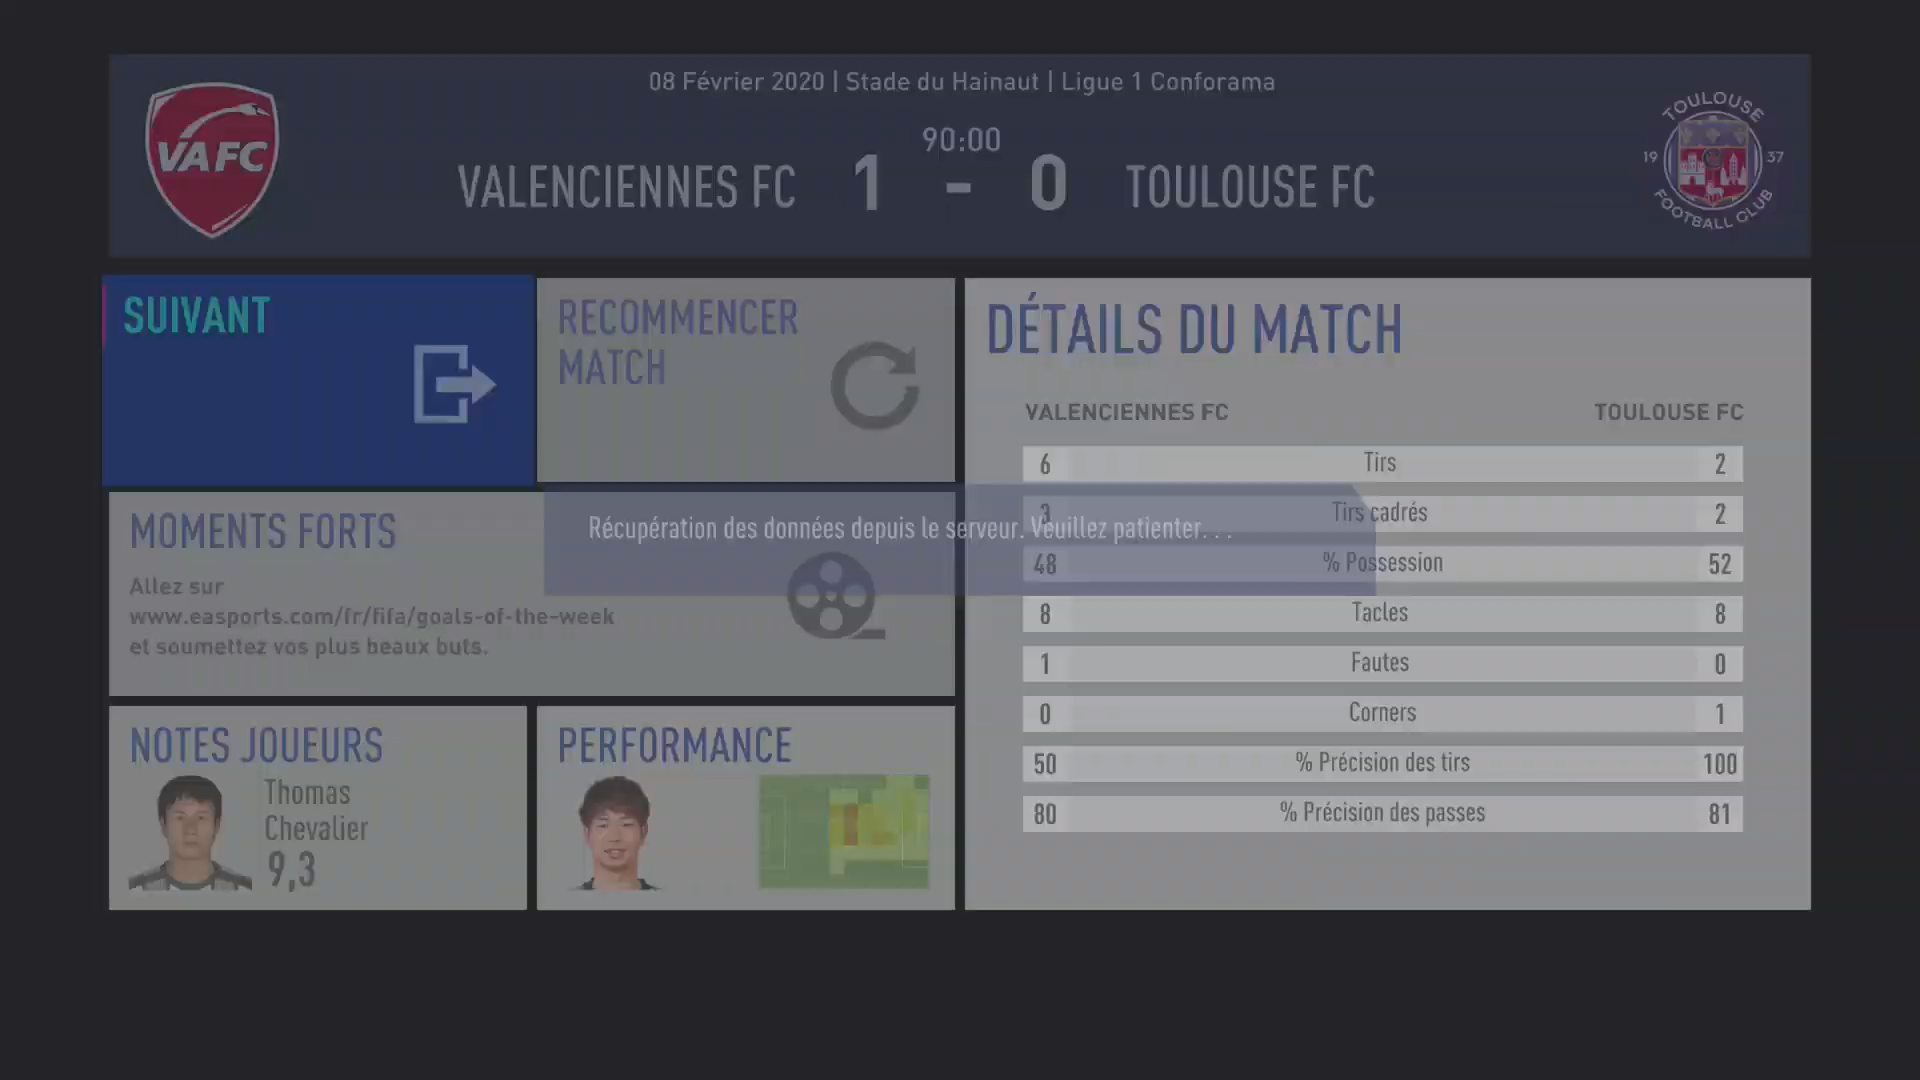 08 Février 2020 | Stade du Hainaut | Ligue 1 Conforama
90:00
VALENCIENNES FC 1 - 0 TOULOUSE FC
VAFC
TOULOUSE
19 37
FOOTBALL CLUB
SUIVANT
RECOMMENCER
MATCH
MOMENTS FORTS
Allez sur
www.easports.com/fr/fifa/goals-of-the-week
et soumettez vos plus beaux buts.
Récupération des données depuis le serveur. Veuillez patienter. . .
NOTES JOUEURS
Thomas
Chevalier
9,3
PERFORMANCE
DÉTAILS DU MATCH
VALENCIENNES FC TOULOUSE FC
6 Tirs 2
3 Tirs cadrés 2
48 % Possession 52
8 Tacles 8
1 Fautes 0
0 Corners 1
50 % Précision des tirs 100
80 % Précision des passes 81